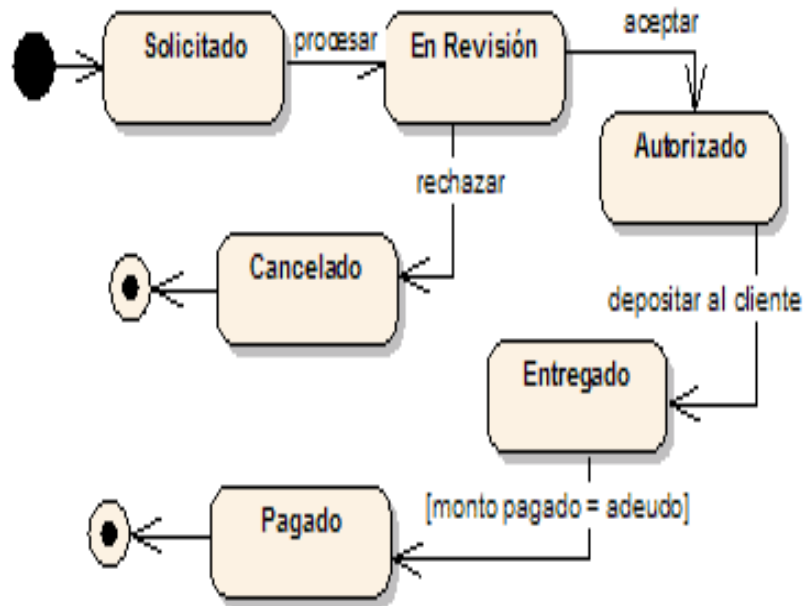 Solicitado
procesar
En Revisión
aceptar
Autorizado
rechazar
Cancelado
depositar al cliente
Entregado
[monto pagado = adeudo]
Pagado